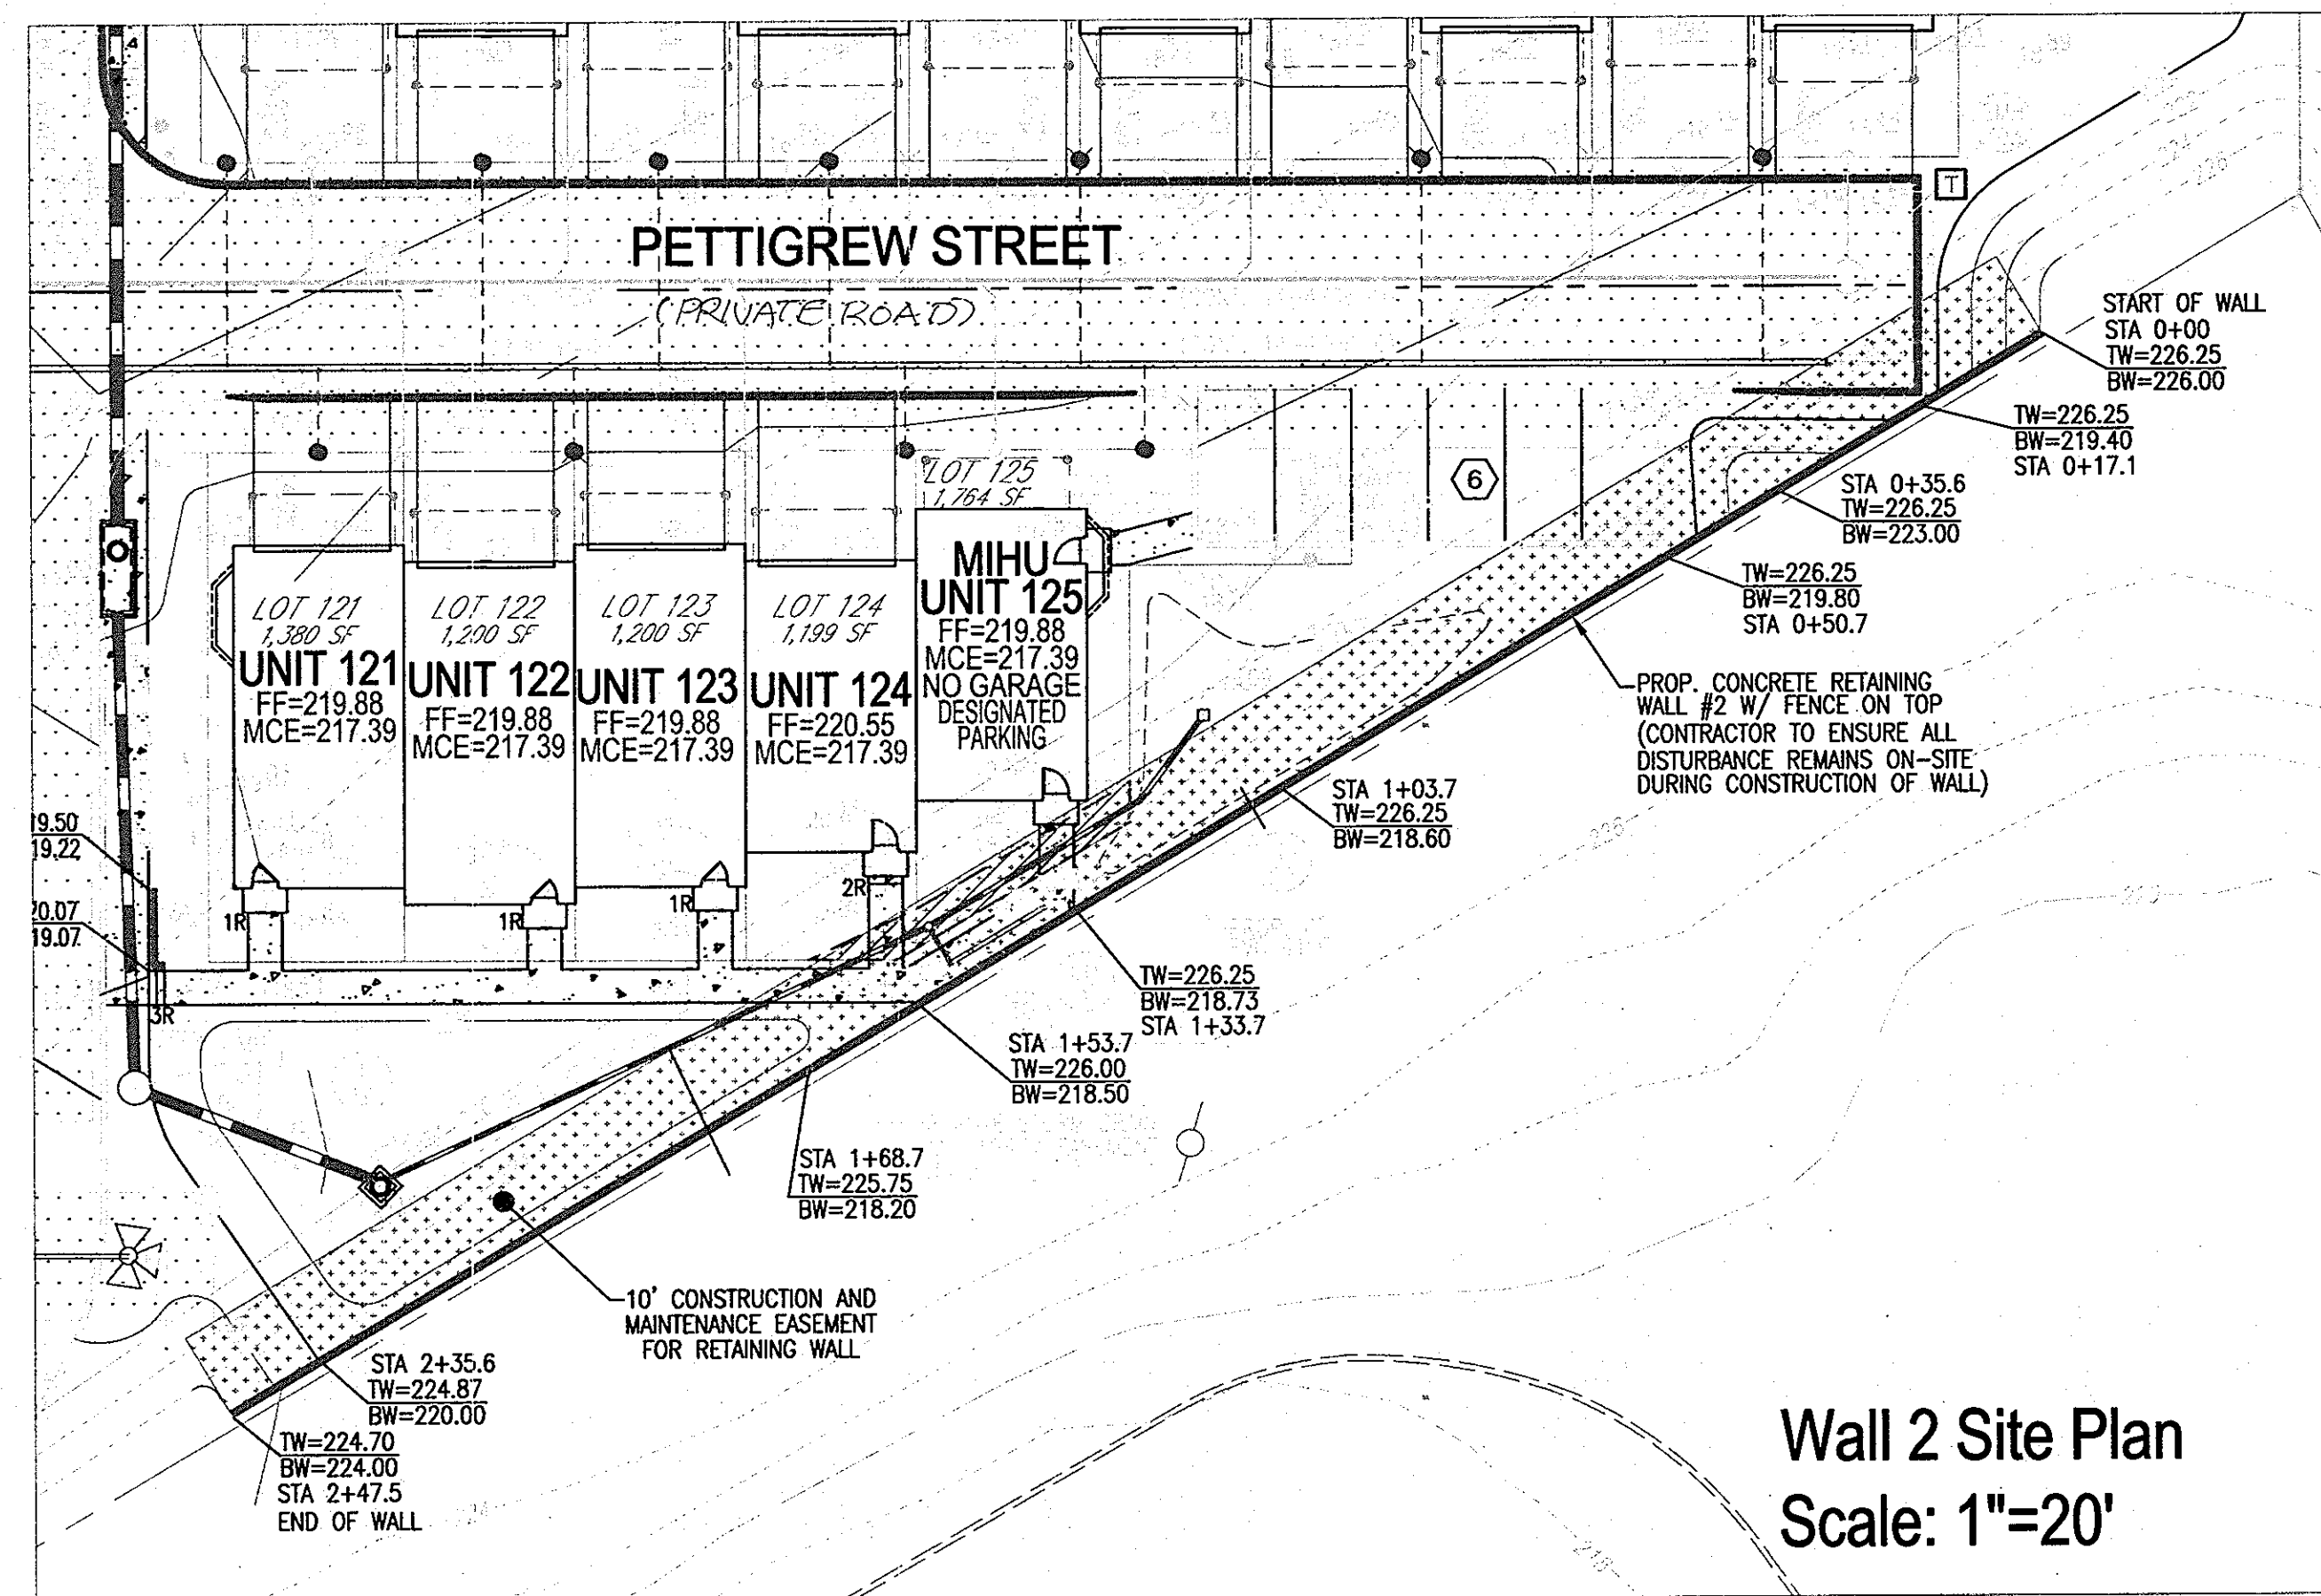 PETTIGREW STREET
(PRIVATE ROAD)
T
START OF WALL
STA 0+00
TW=226.25
BW=226.00
TW=226.25
BW=219.40
STA 0+17.1
STA 0+35.6
TW=226.25
BW=223.00
TW=226.25
BW=219.80
STA 0+50.7
6
LOT 125
1,764 SF
MIHU
UNIT 125
FF=219.88
MCE=217.39
NO GARAGE
DESIGNATED
PARKING
LOT 121
1,380 SF
UNIT 121
FF=219.88
MCE=217.39
LOT 122
1,200 SF
UNIT 122
FF=219.88
MCE=217.39
LOT 123
1,200 SF
UNIT 123
FF=219.88
MCE=217.39
LOT 124
1,199 SF
UNIT 124
FF=220.55
MCE=217.39
PROP. CONCRETE RETAINING
WALL #2 W/ FENCE ON TOP
(CONTRACTOR TO ENSURE ALL
DISTURBANCE REMAINS ON-SITE
DURING CONSTRUCTION OF WALL)
STA 1+03.7
TW=226.25
BW=218.60
19.50
19.22
20.07
19.07
1R
1R
1R
2R
3R
TW=226.25
BW=218.73
STA 1+33.7
STA 1+53.7
TW=226.00
BW=218.50
STA 1+68.7
TW=225.75
BW=218.20
10' CONSTRUCTION AND
MAINTENANCE EASEMENT
FOR RETAINING WALL
STA 2+35.6
TW=224.87
BW=220.00
TW=224.70
BW=224.00
STA 2+47.5
END OF WALL
Wall 2 Site Plan
Scale: 1"=20'